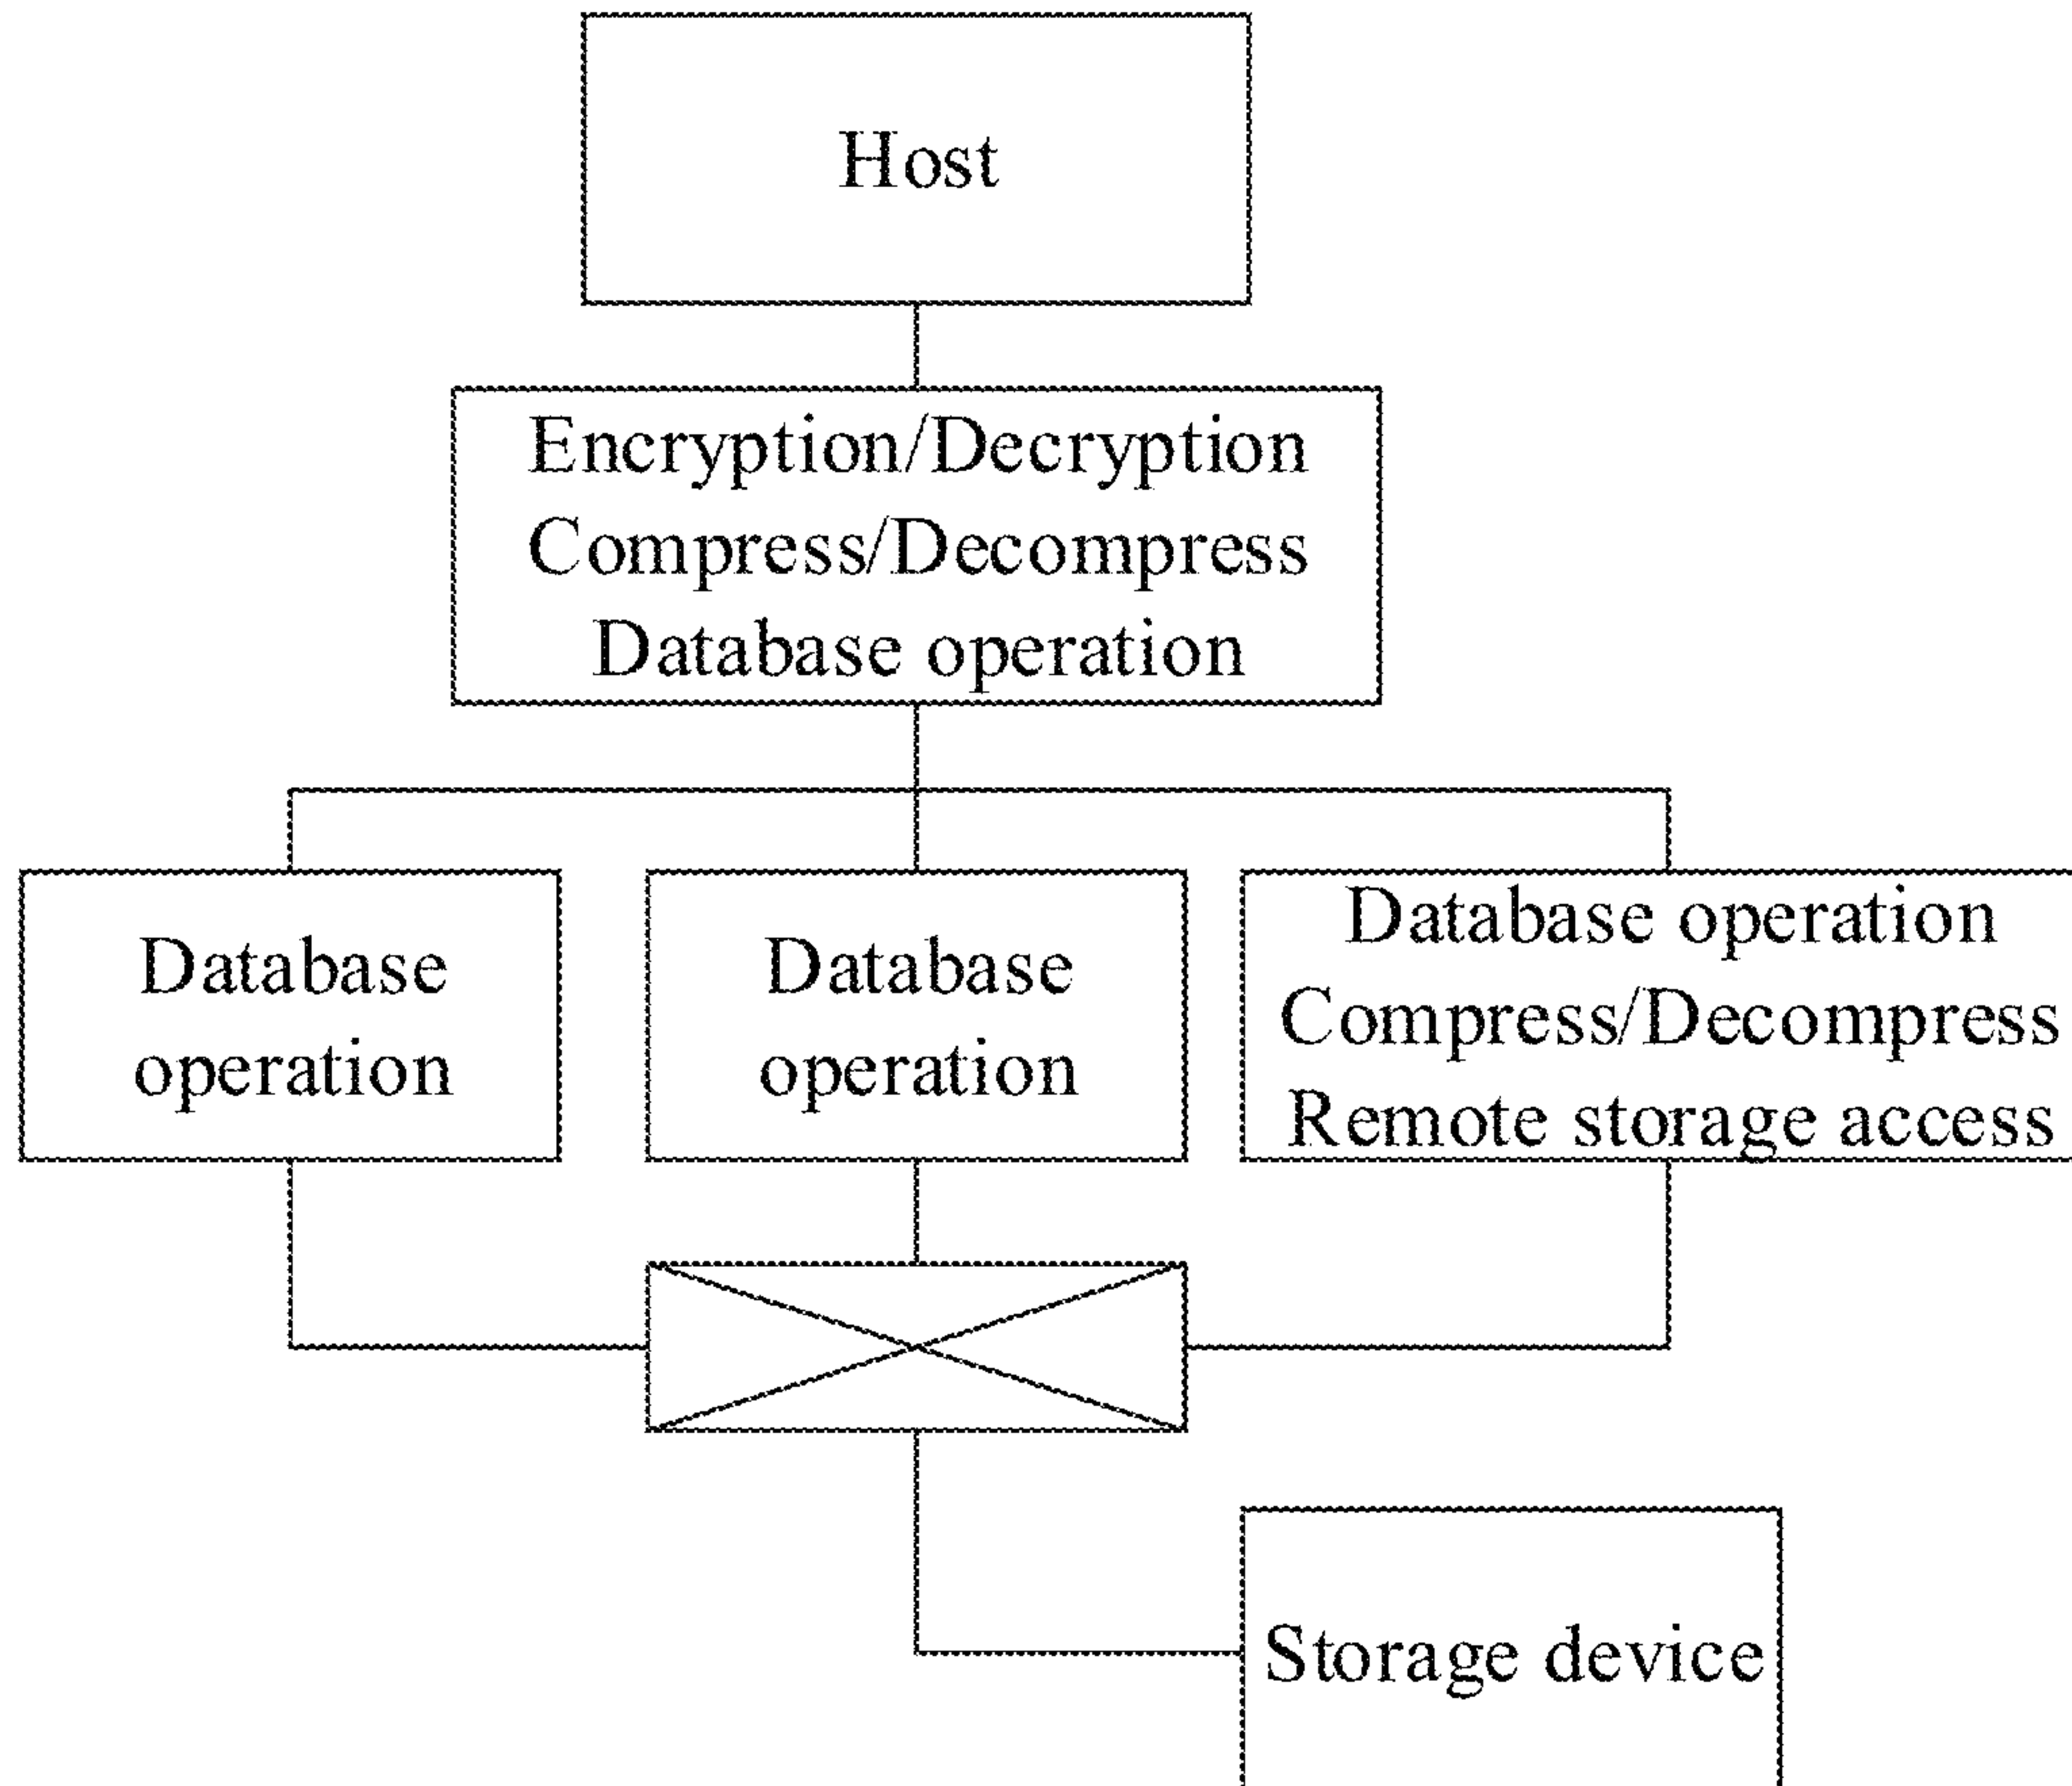 Host
Encryption/Decryption
Compress/Decompress
Database operation
Database
operation
Database
operation
Database operation
Compress/Decompress
Remote storage access
Storage device